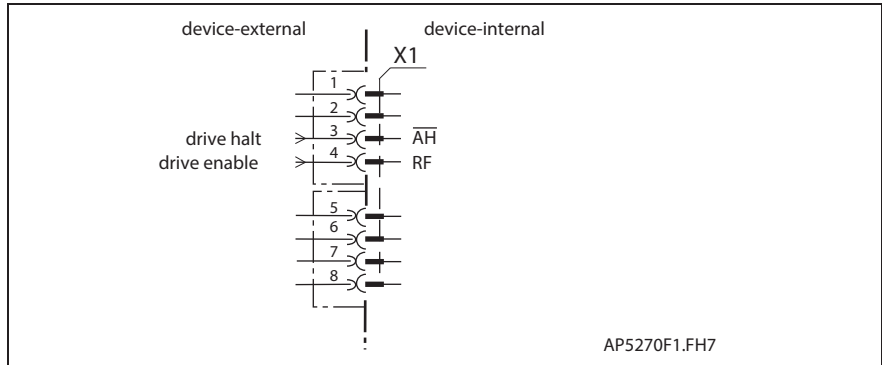 device-external device-internal
X1
1
2
drive halt 3 A̅H̅
drive enable 4 RF
5
6
7
8
AP5270F1.FH7